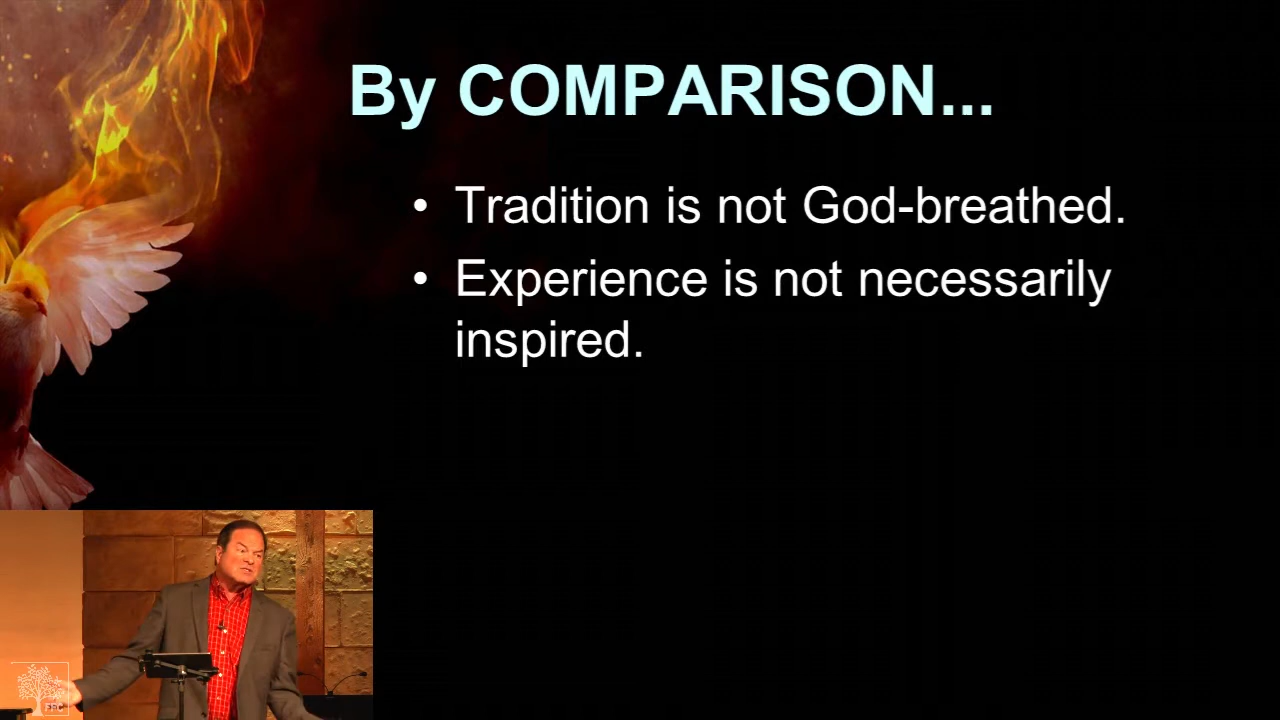 By COMPARISON...
• Tradition is not God-breathed.
• Experience is not necessarily
inspired.